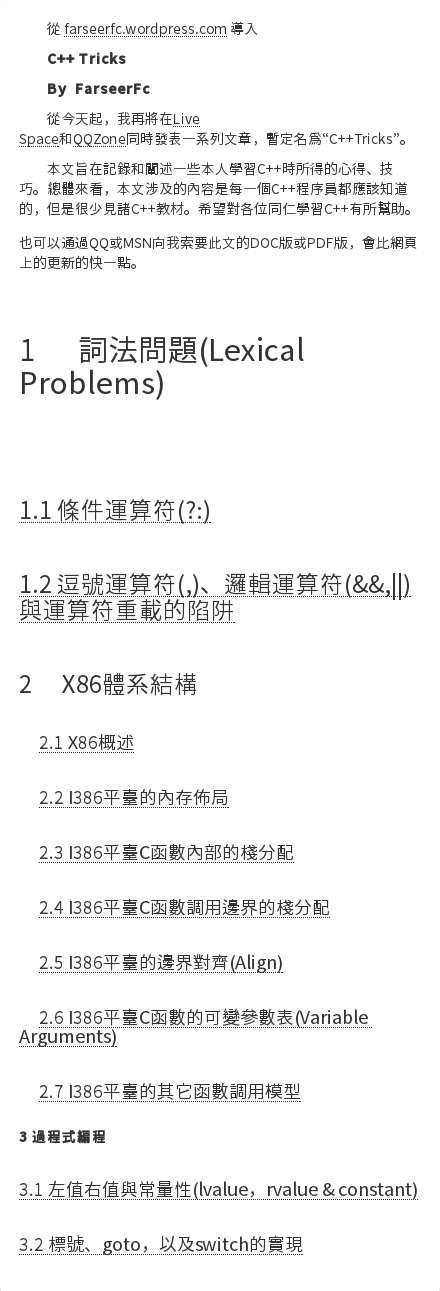 從 farseerfc.wordpress.com 導入
C++ Tricks
By FarseerFc
從今天起，我再將在Live
Space和QQZone同時發表一系列文章，暫定名爲“C++Tricks”。
本文旨在記錄和闡述一些本人學習C++時所得的心得、技
巧。總體來看，本文涉及的內容是每一個C++程序員都應該知道
的，但是很少見諸C++教材。希望對各位同仁學習C++有所幫助。
也可以通過QQ或MSN向我索要此文的DOC版或PDF版，會比網頁
上的更新的快一點。
1 詞法問題(Lexical
Problems)
1.1 條件運算符(?:)
1.2 逗號運算符(,)、邏輯運算符(&&,||)
與運算符重載的陷阱
2 X86體系結構
2.1 X86概述
2.2 I386平臺的內存佈局
2.3 I386平臺C函數內部的棧分配
2.4 I386平臺C函數調用邊界的棧分配
2.5 I386平臺的邊界對齊(Align)
2.6 I386平臺C函數的可變參數表(Variable
Arguments)
2.7 I386平臺的其它函數調用模型
3 過程式編程
3.1 左值右值與常量性(lvalue，rvalue & constant)
3.2 標號、goto，以及switch的實現